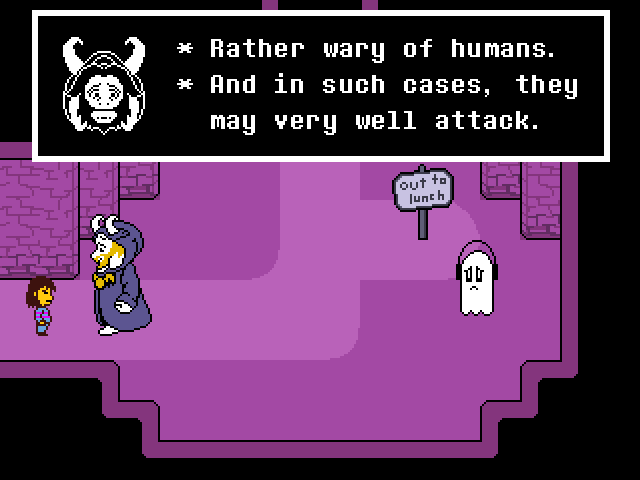 * Rather wary of humans.
* And in such cases, they
may very well attack.
out to
lunch